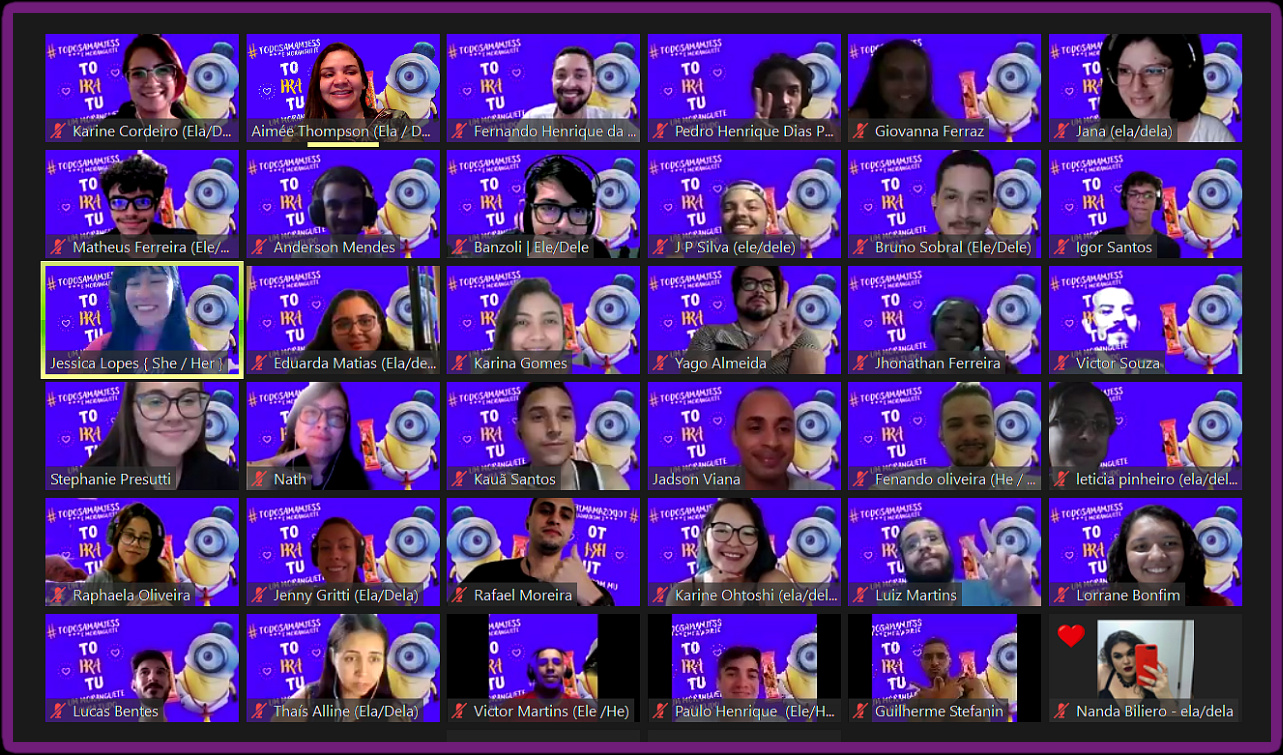 #TODOSAMAMJESS
E MORANGUETE
TO
PRA
TU
UM MORANGUETE
Karine Cordeiro (Ela/D...
Aimée Thompson (Ela / D...
Fernando Henrique da ...
Pedro Henrique Dias P...
Giovanna Ferraz
Jana (ela/dela)
Matheus Ferreira (Ele/...
Anderson Mendes
Banzoli | Ele/Dele
J P Silva (ele/dele)
Bruno Sobral (Ele/Dele)
Igor Santos
Jessica Lopes { She / Her }
Eduarda Matias (Ela/de...
Karina Gomes
Yago Almeida
Jhonathan Ferreira
Victor Souza
Stephanie Presutti
Nath
Kauã Santos
Jadson Viana
Fenando oliveira (He / ...
leticia pinheiro (ela/del...
Raphaela Oliveira
Jenny Gritti (Ela/Dela)
Rafael Moreira
Karine Ohtoshi (ela/del...
Luiz Martins
Lorrane Bonfim
Lucas Bentes
Thaís Alline (Ela/Dela)
Victor Martins (Ele /He)
Paulo Henrique (Ele/H...
Guilherme Stefanin
Nanda Biliero - ela/dela